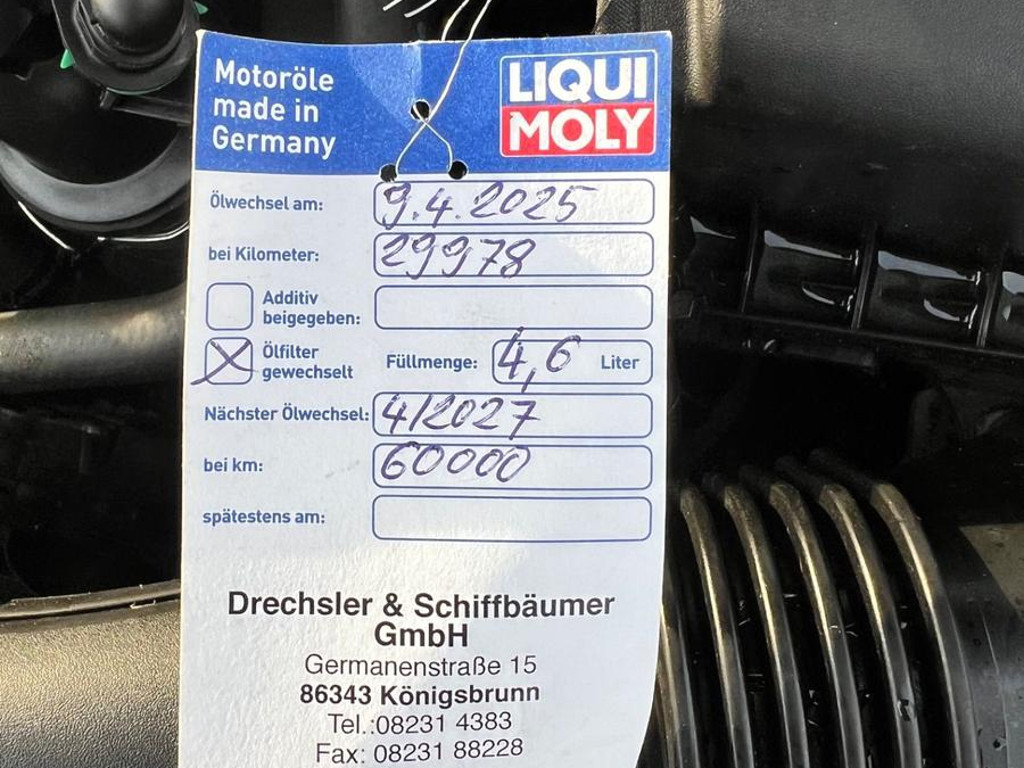 Motoröle
made in
Germany
LIQUI
MOLY
Ölwechsel am: 9.4.2025
bei Kilometer: 29978
Additiv
beigegeben:
Ölfilter
gewechselt
Füllmenge: 4,6 Liter
Nächster Ölwechsel: 4/2027
bei km: 60000
spätestens am:
Drechsler & Schiffbäumer
GmbH
Germanenstraße 15
86343 Königsbrunn
Tel.:08231 4383
Fax: 08231 88228